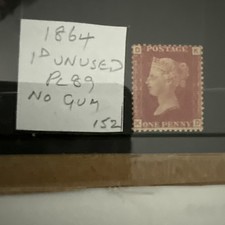 1864
1D UNUSED
PL89
NO GUM
152
POSTAGE
ONE PENNY